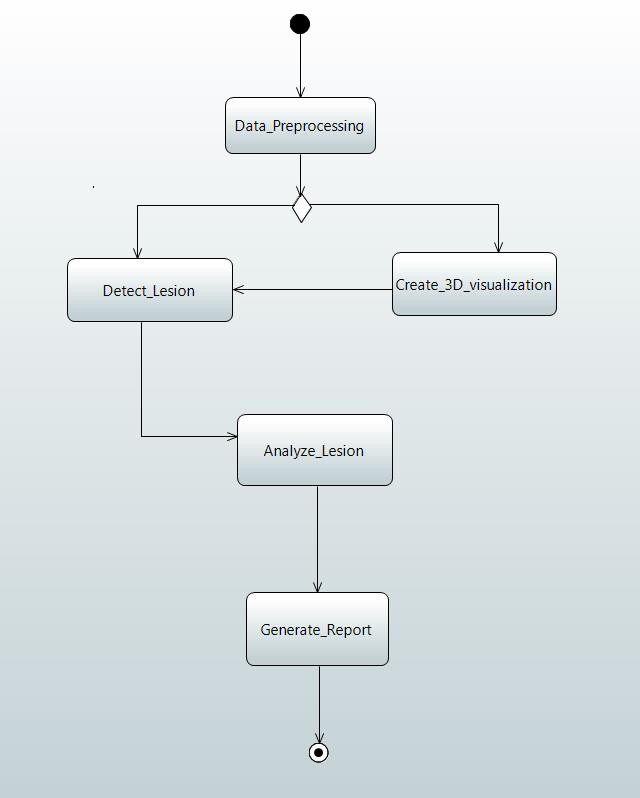 Data_Preprocessing
Detect_Lesion
Create_3D_visualization
Analyze_Lesion
Generate_Report